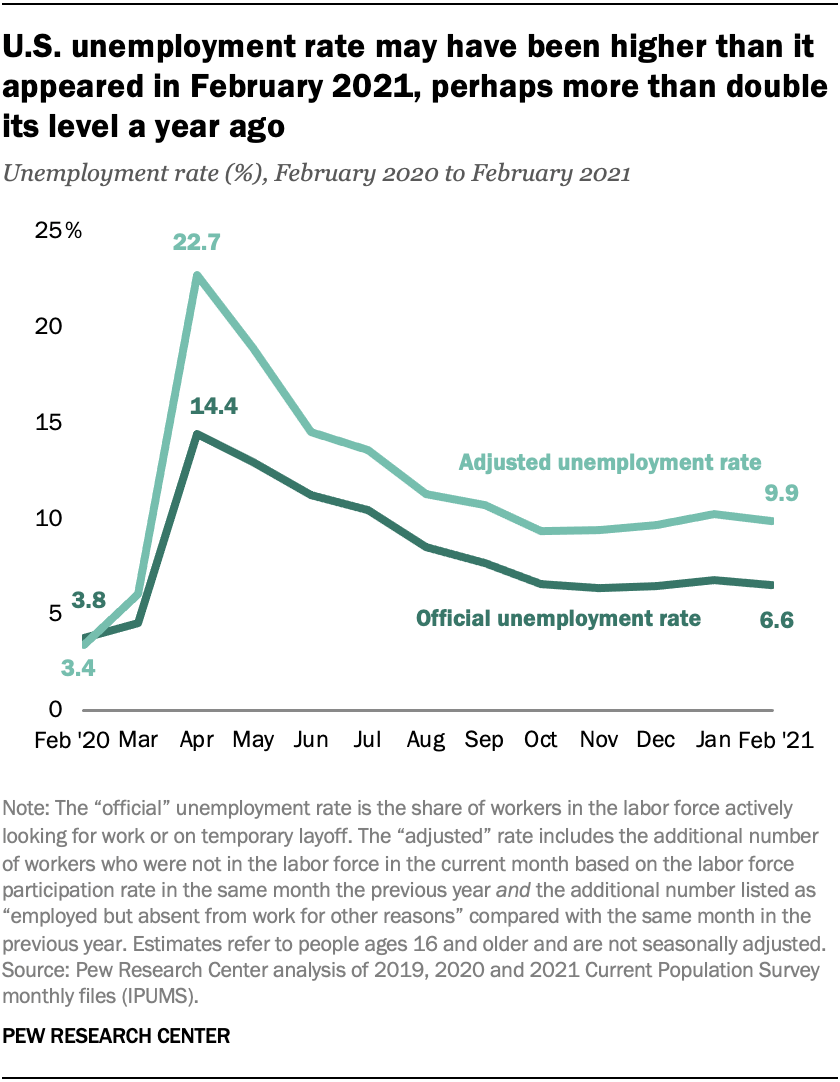 U.S. unemployment rate may have been higher than it
appeared in February 2021, perhaps more than double
its level a year ago
Unemployment rate (%), February 2020 to February 2021
25%
22.7
20
14.4
15
Adjusted unemployment rate
9.9
10
3.8
5
Official unemployment rate
6.6
3.4
0
Feb '20 Mar Apr May Jun Jul Aug Sep Oct Nov Dec Jan Feb '21
Note: The “official” unemployment rate is the share of workers in the labor force actively
looking for work or on temporary layoff. The “adjusted” rate includes the additional number
of workers who were not in the labor force in the current month based on the labor force
participation rate in the same month the previous year and the additional number listed as
“employed but absent from work for other reasons” compared with the same month in the
previous year. Estimates refer to people ages 16 and older and are not seasonally adjusted.
Source: Pew Research Center analysis of 2019, 2020 and 2021 Current Population Survey
monthly files (IPUMS).
PEW RESEARCH CENTER